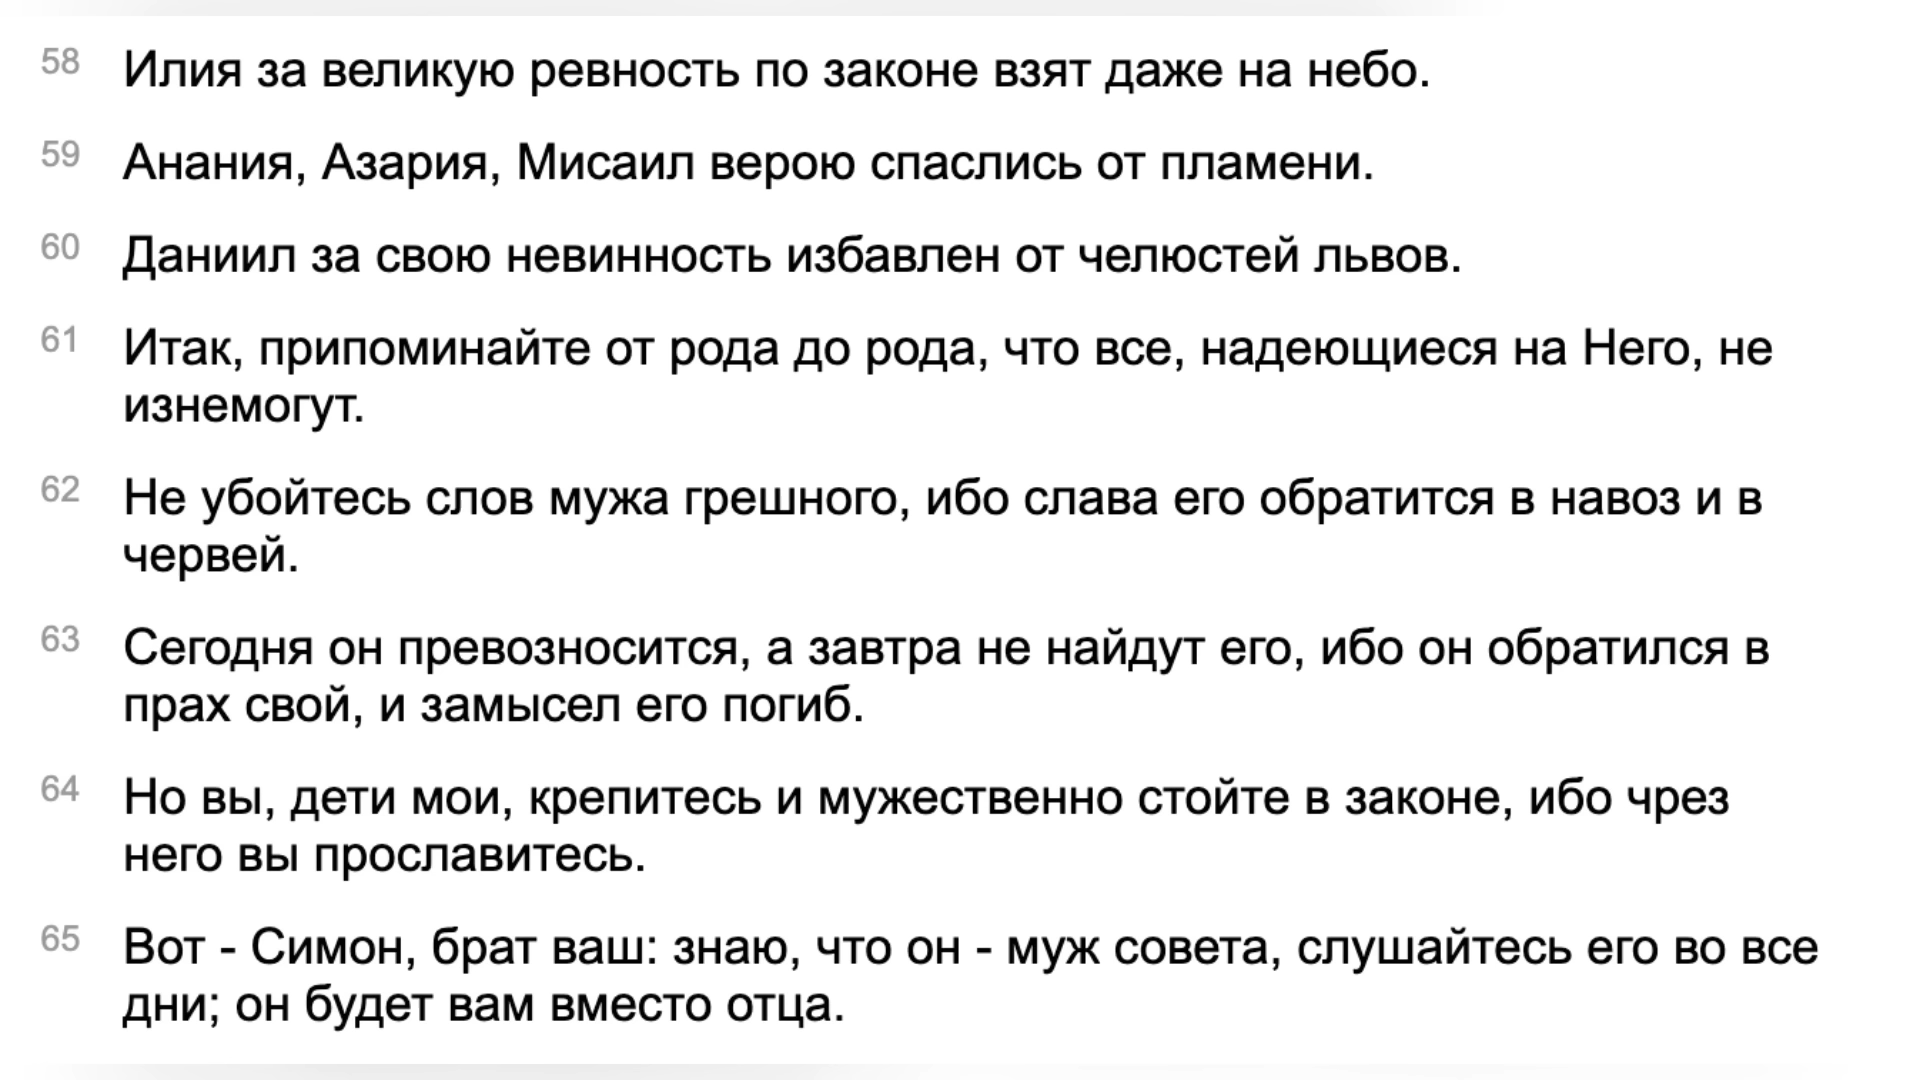 58 Илия за великую ревность по законе взят даже на небо.
59 Анания, Азария, Мисаил верою спаслись от пламени.
60 Даниил за свою невинность избавлен от челюстей львов.
61 Итак, припоминайте от рода до рода, что все, надеющиеся на Него, не
изнемогут.
62 Не убойтесь слов мужа грешного, ибо слава его обратится в навоз и в
червей.
63 Сегодня он превозносится, а завтра не найдут его, ибо он обратился в
прах свой, и замысел его погиб.
64 Но вы, дети мои, крепитесь и мужественно стойте в законе, ибо чрез
него вы прославитесь.
65 Вот - Симон, брат ваш: знаю, что он - муж совета, слушайтесь его во все
дни; он будет вам вместо отца.